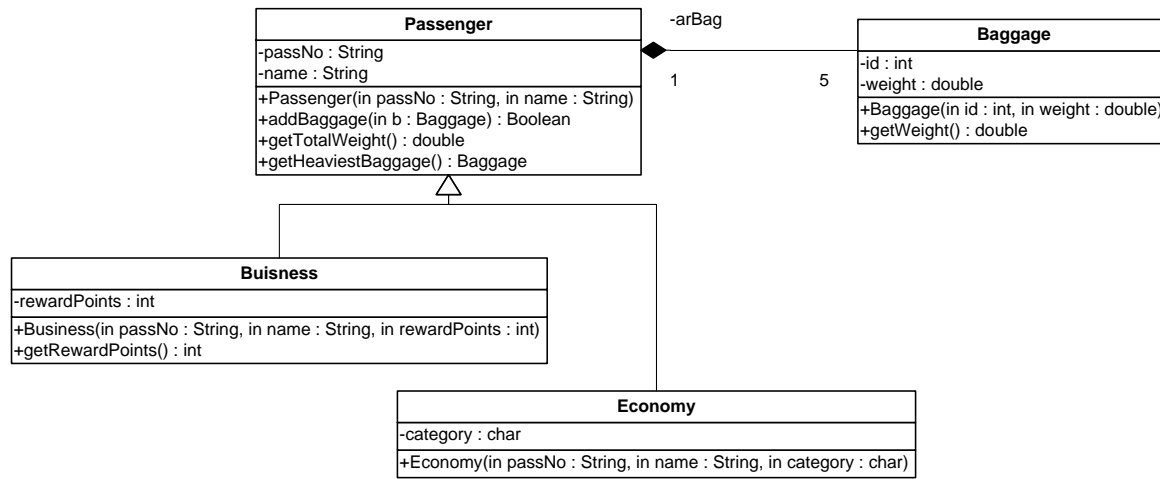 Passenger
-passNo : String
-name : String
+Passenger(in passNo : String, in name : String)
+addBaggage(in b : Baggage) : Boolean
+getTotalWeight() : double
+getHeaviestBaggage() : Baggage
-arBag
1
5
Baggage
-id : int
-weight : double
+Baggage(in id : int, in weight : double)
+getWeight() : double
Buisness
-rewardPoints : int
+Business(in passNo : String, in name : String, in rewardPoints : int)
+getRewardPoints() : int
Economy
-category : char
+Economy(in passNo : String, in name : String, in category : char)